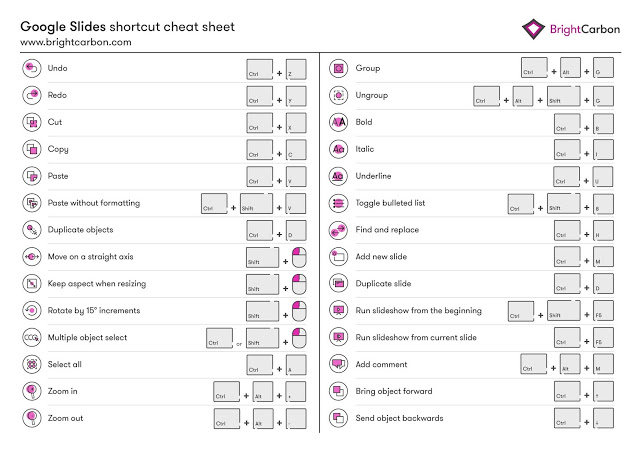 Google Slides shortcut cheat sheet
www.brightcarbon.com
BrightCarbon
Undo Ctrl + Z
Redo Ctrl + Y
Cut Ctrl + X
Copy Ctrl + C
Paste Ctrl + V
Paste without formatting Ctrl + Shift + V
Duplicate objects Ctrl + D
Move on a straight axis Shift +
Keep aspect when resizing Shift +
Rotate by 15° increments Shift +
Multiple object select Ctrl or Shift +
Select all Ctrl + A
Zoom in Ctrl + Alt + +
Zoom out Ctrl + Alt + -
Group Ctrl + Alt + G
Ungroup Ctrl + Alt + Shift + G
AA Bold Ctrl + B
Aa Italic Ctrl + I
Aa Underline Ctrl + U
Toggle bulleted list Ctrl + Shift + 8
Find and replace Ctrl + H
Add new slide Ctrl + M
Duplicate slide Ctrl + D
Run slideshow from the beginning Ctrl + Shift + F5
Run slideshow from current slide Ctrl + F5
Add comment Ctrl + Alt + M
Bring object forward Ctrl + ↑
Send object backwards Ctrl + ↓